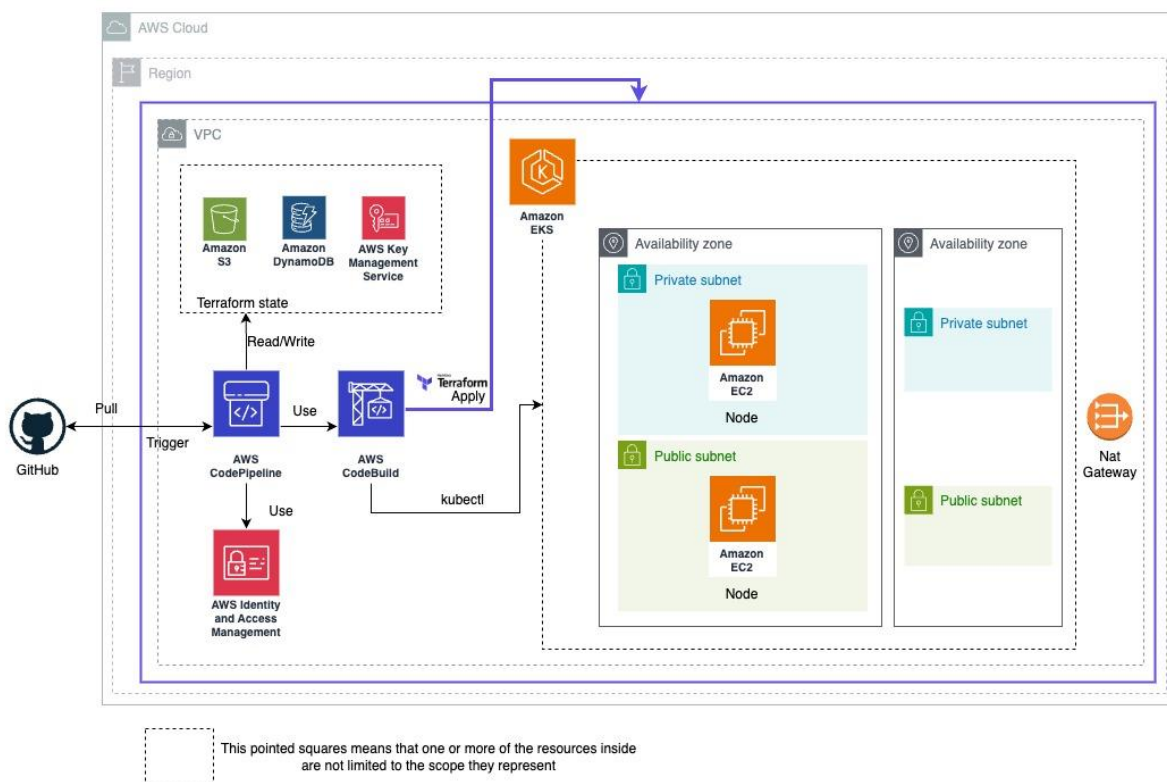 AWS Cloud
Region
VPC
Amazon
S3
Amazon
DynamoDB
AWS Key
Management
Service
Terraform state
Read/Write
Amazon
EKS
Availability zone
Private subnet
Amazon
EC2
Node
Public subnet
Amazon
EC2
Node
Availability zone
Private subnet
Public subnet
Nat
Gateway
Terraform
Apply
Pull
Trigger
GitHub
Use
AWS
CodePipeline
AWS
CodeBuild
kubectl
Use
AWS Identity
and Access
Management
This pointed squares means that one or more of the resources inside
are not limited to the scope they represent